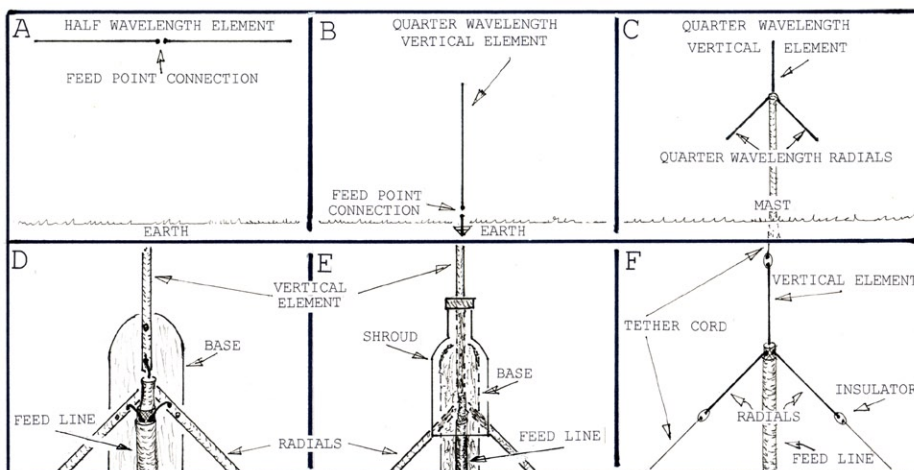 A
HALF WAVELENGTH ELEMENT
FEED POINT CONNECTION
EARTH
B
QUARTER WAVELENGTH
VERTICAL ELEMENT
FEED POINT
CONNECTION
EARTH
C
QUARTER WAVELENGTH
VERTICAL ELEMENT
QUARTER WAVELENGTH RADIALS
MAST
D
VERTICAL
ELEMENT
BASE
FEED LINE
RADIALS
E
SHROUD
BASE
FEED LINE
F
VERTICAL ELEMENT
TETHER CORD
INSULATOR
RADIALS
FEED LINE